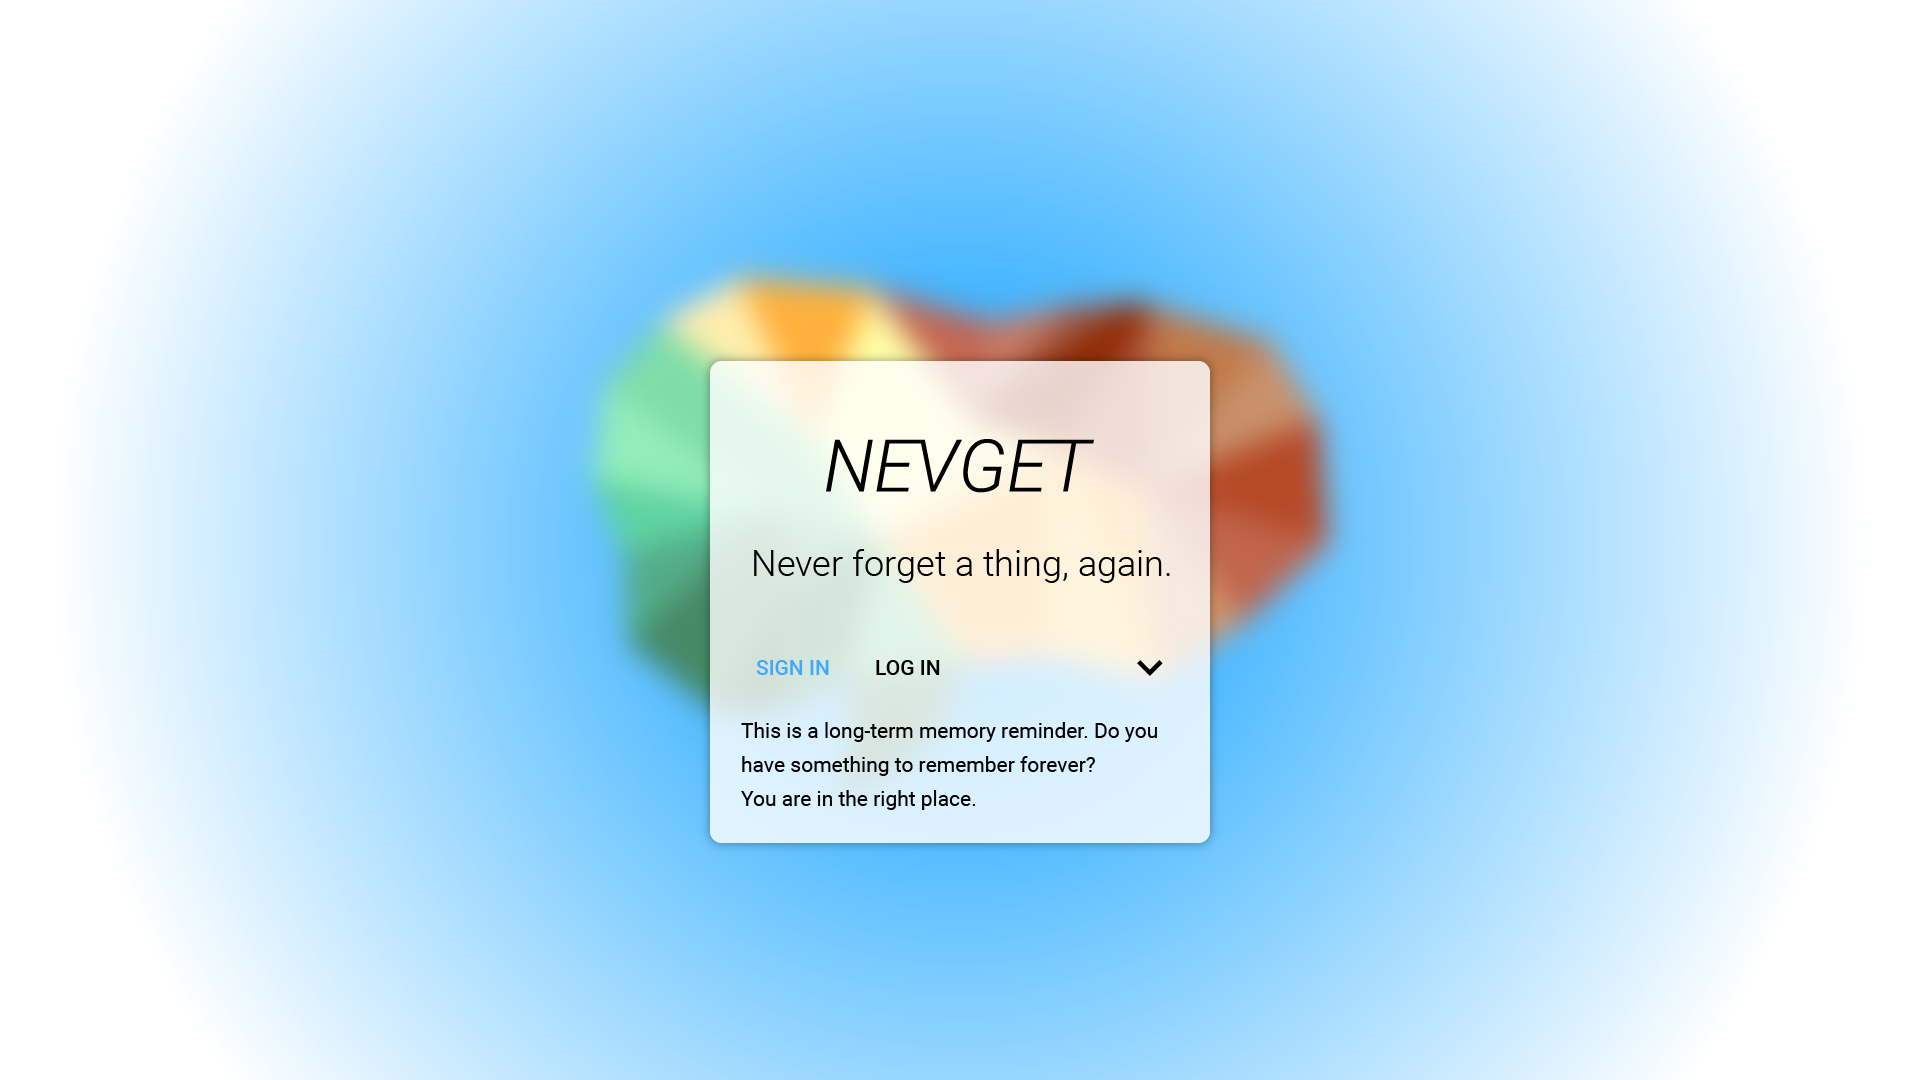 NEVGET
Never forget a thing, again.
SIGN IN LOG IN
This is a long-term memory reminder. Do you
have something to remember forever?
You are in the right place.